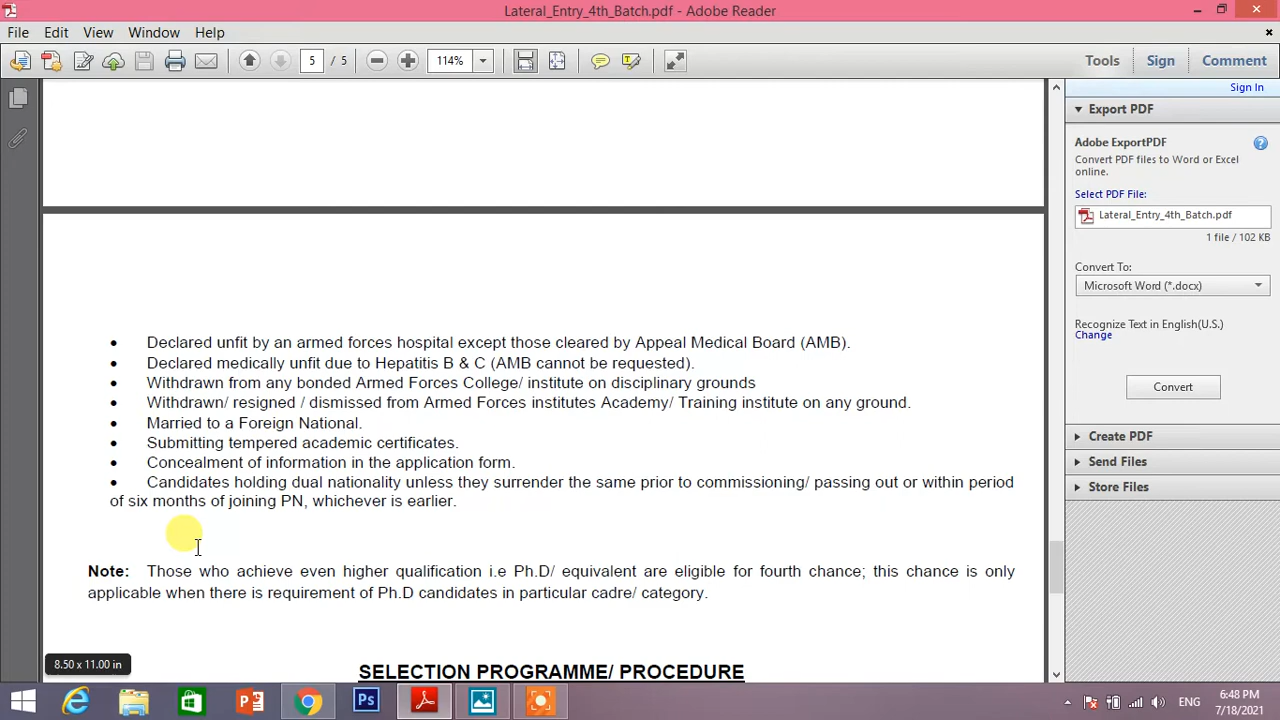 Lateral_Entry_4th_Batch.pdf - Adobe Reader
File Edit View Window Help
5 / 5 114% Tools Sign Comment
Sign In
Export PDF
Adobe ExportPDF
Convert PDF files to Word or Excel
online.
Select PDF File:
Lateral_Entry_4th_Batch.pdf
1 file / 102 KB
Convert To:
Microsoft Word (*.docx)
Recognize Text in English(U.S.)
Change
Convert
Create PDF
Send Files
Store Files
• Declared unfit by an armed forces hospital except those cleared by Appeal Medical Board (AMB).
• Declared medically unfit due to Hepatitis B & C (AMB cannot be requested).
• Withdrawn from any bonded Armed Forces College/ institute on disciplinary grounds
• Withdrawn/ resigned / dismissed from Armed Forces institutes Academy/ Training institute on any ground.
• Married to a Foreign National.
• Submitting tempered academic certificates.
• Concealment of information in the application form.
• Candidates holding dual nationality unless they surrender the same prior to commissioning/ passing out or within period
of six months of joining PN, whichever is earlier.
Note: Those who achieve even higher qualification i.e Ph.D/ equivalent are eligible for fourth chance; this chance is only
applicable when there is requirement of Ph.D candidates in particular cadre/ category.
8.50 x 11.00 in
SELECTION PROGRAMME/ PROCEDURE
ENG
6:48 PM
7/18/2021